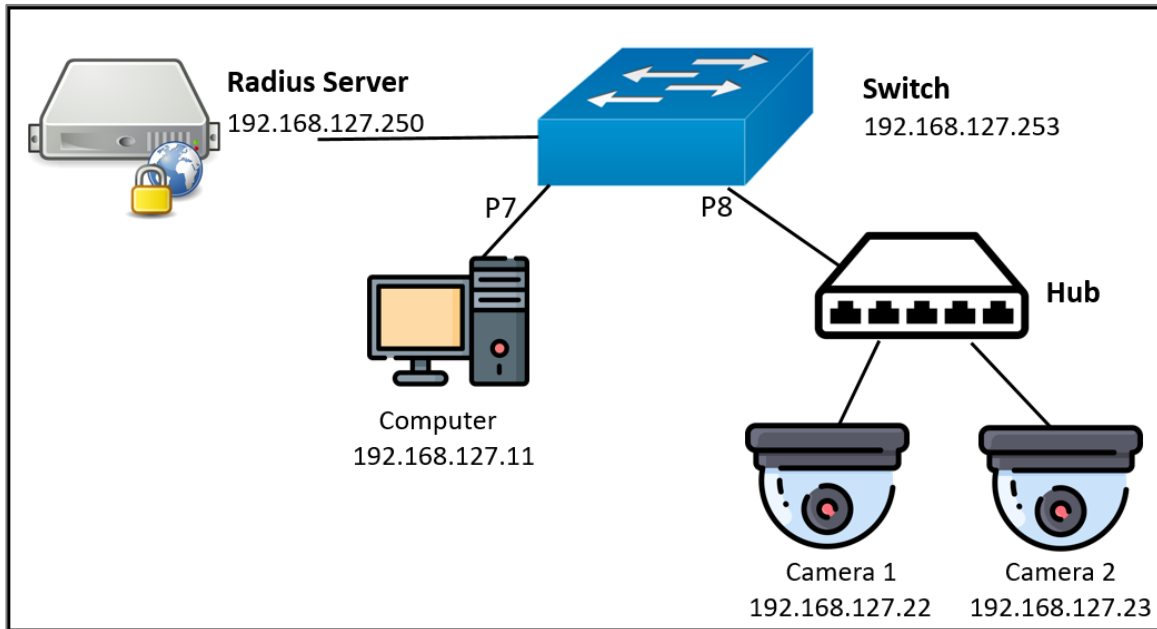 Radius Server
192.168.127.250
Switch
192.168.127.253
P7
P8
Hub
Computer
192.168.127.11
Camera 1
192.168.127.22
Camera 2
192.168.127.23